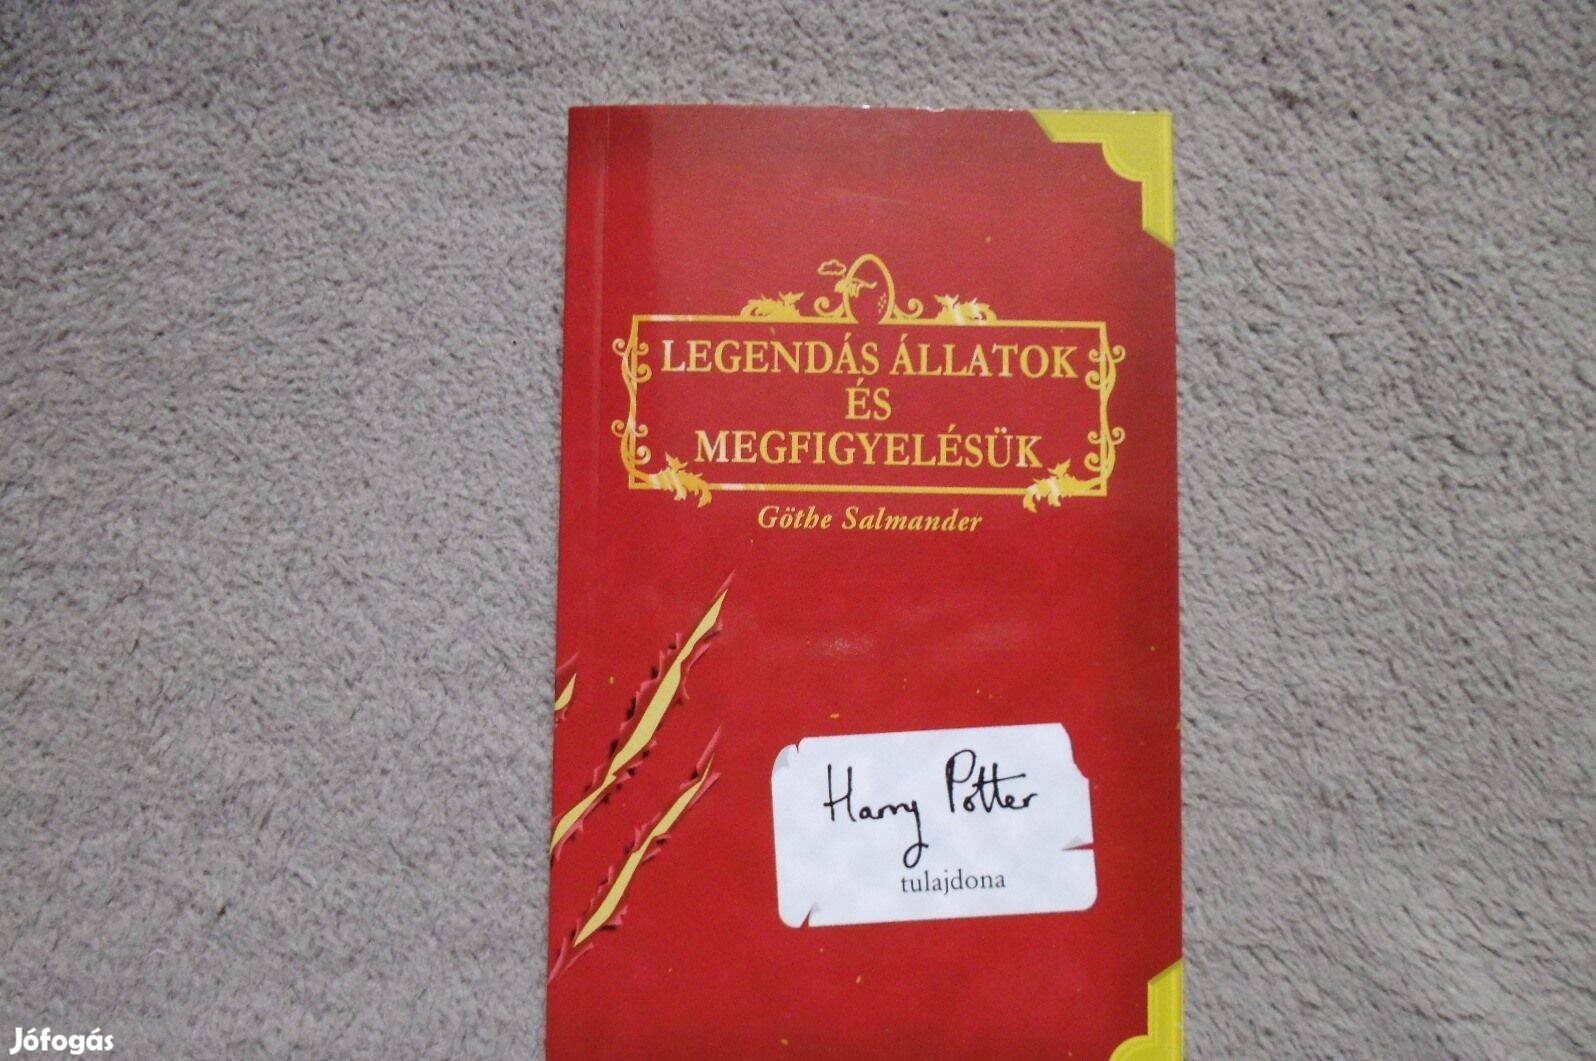 LEGENDÁS ÁLLATOK
ÉS
MEGFIGYELÉSÜK
Göthe Salmander
Harry Potter
tulajdona
Jófogás